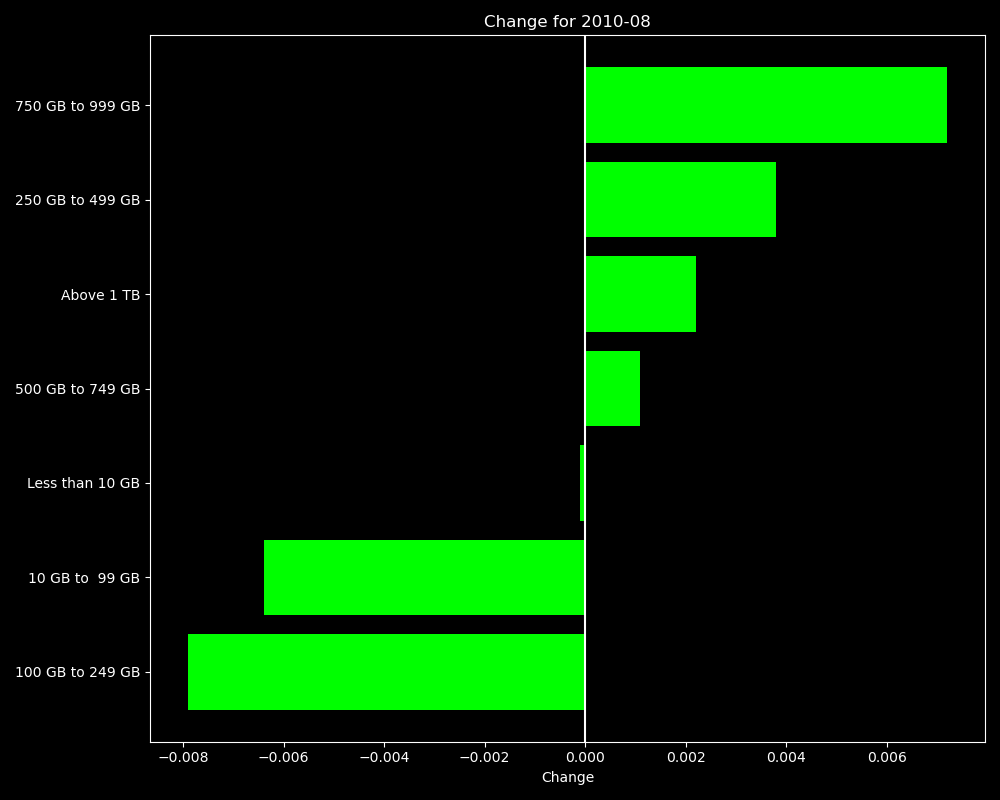 Change for 2010-08
750 GB to 999 GB
250 GB to 499 GB
Above 1 TB
500 GB to 749 GB
Less than 10 GB
10 GB to  99 GB
100 GB to 249 GB
−0.008 −0.006 −0.004 −0.002 0.000 0.002 0.004 0.006
Change